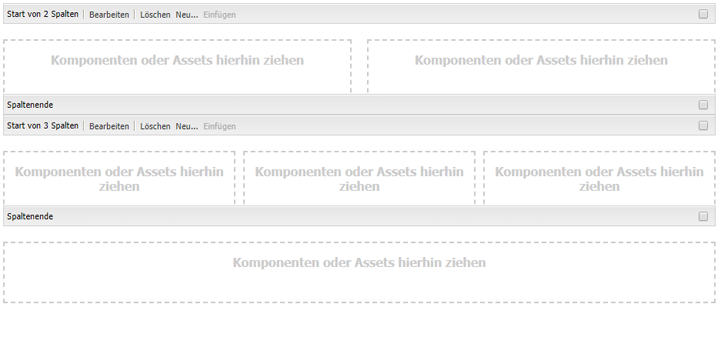 Start von 2 Spalten Bearbeiten Löschen Neu... Einfügen
Komponenten oder Assets hierhin ziehen Komponenten oder Assets hierhin ziehen
Spaltenende
Start von 3 Spalten Bearbeiten Löschen Neu... Einfügen
Komponenten oder Assets hierhin
ziehen
Komponenten oder Assets hierhin
ziehen
Komponenten oder Assets hierhin
ziehen
Spaltenende
Komponenten oder Assets hierhin ziehen